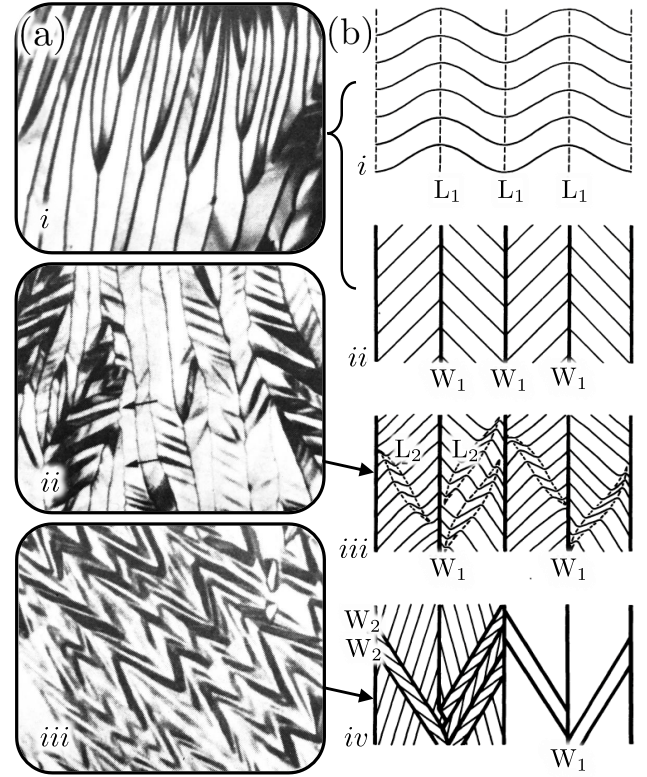 (a)
i
ii
iii
(b)
i
L₁ L₁ L₁
ii
W₁ W₁ W₁
L₂ L₂
iii
W₁ W₁
W₂
W₂
iv
W₁